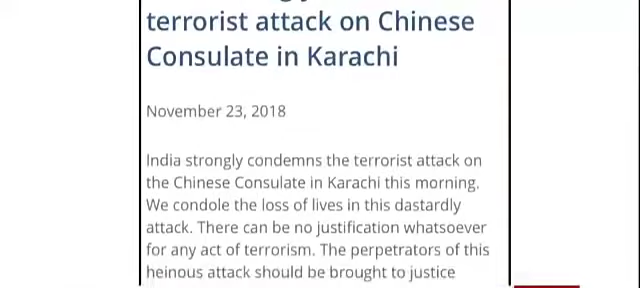 terrorist attack on Chinese
Consulate in Karachi
November 23, 2018
India strongly condemns the terrorist attack on
the Chinese Consulate in Karachi this morning.
We condole the loss of lives in this dastardly
attack. There can be no justification whatsoever
for any act of terrorism. The perpetrators of this
heinous attack should be brought to justice